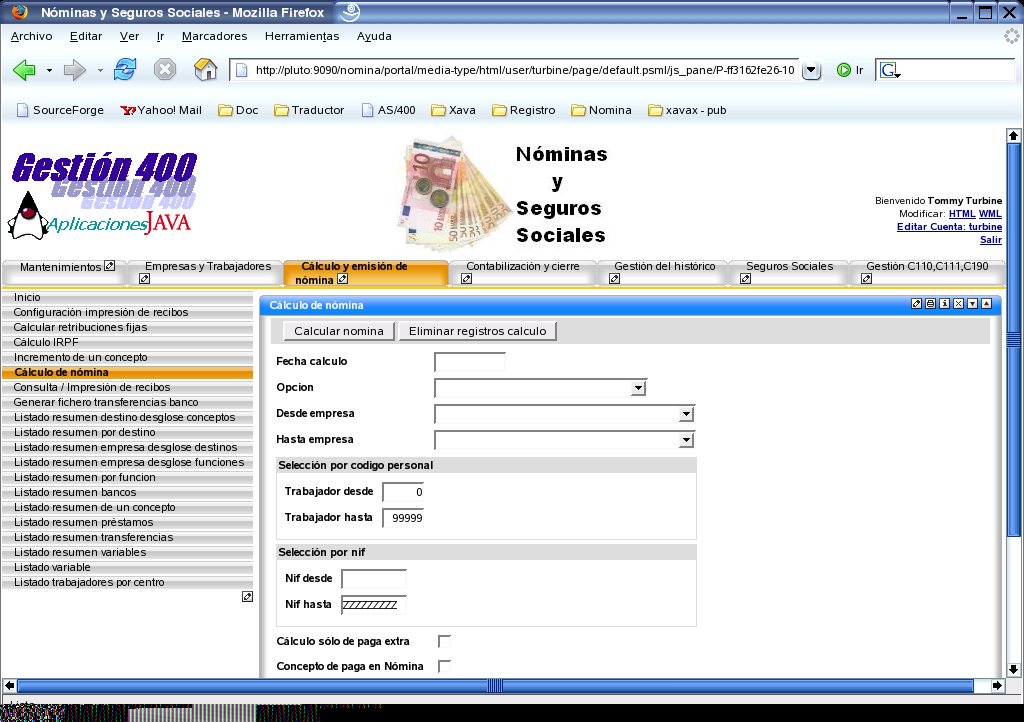 Nóminas y Seguros Sociales - Mozilla Firefox
Archivo Editar Ver Ir Marcadores Herramientas Ayuda
http://pluto:9090/nomina/portal/media-type/html/user/turbine/page/default.psml/js_pane/P-ff3162fe26-10 Ir G
SourceForge Yahoo! Mail Doc Traductor AS/400 Xava Registro Nomina xavax - pub
Gestión 400
Gestión 400
Aplicaciones JAVA
Nóminas
y
Seguros
Sociales
Bienvenido Tommy Turbine
Modificar: HTML WML
Editar Cuenta: turbine
Salir
Mantenimientos
Empresas y Trabajadores
Cálculo y emisión de
nómina
Contabilización y cierre
Gestión del histórico
Seguros Sociales
Gestión C110,C111,C190
Inicio
Configuración impresión de recibos
Calcular retribuciones fijas
Cálculo IRPF
Incremento de un concepto
Cálculo de nómina
Consulta / Impresión de recibos
Generar fichero transferencias banco
Listado resumen destino desglose conceptos
Listado resumen por destino
Listado resumen empresa desglose destinos
Listado resumen empresa desglose funciones
Listado resumen por funcion
Listado resumen bancos
Listado resumen de un concepto
Listado resumen préstamos
Listado resumen transferencias
Listado resumen variables
Listado variable
Listado trabajadores por centro
Cálculo de nómina
Calcular nomina Eliminar registros calculo
Fecha calculo
Opcion
Desde empresa
Hasta empresa
Selección por codigo personal
Trabajador desde 0
Trabajador hasta 99999
Selección por nif
Nif desde
Nif hasta ZZZZZZZZZ
Cálculo sólo de paga extra
Concepto de paga en Nómina